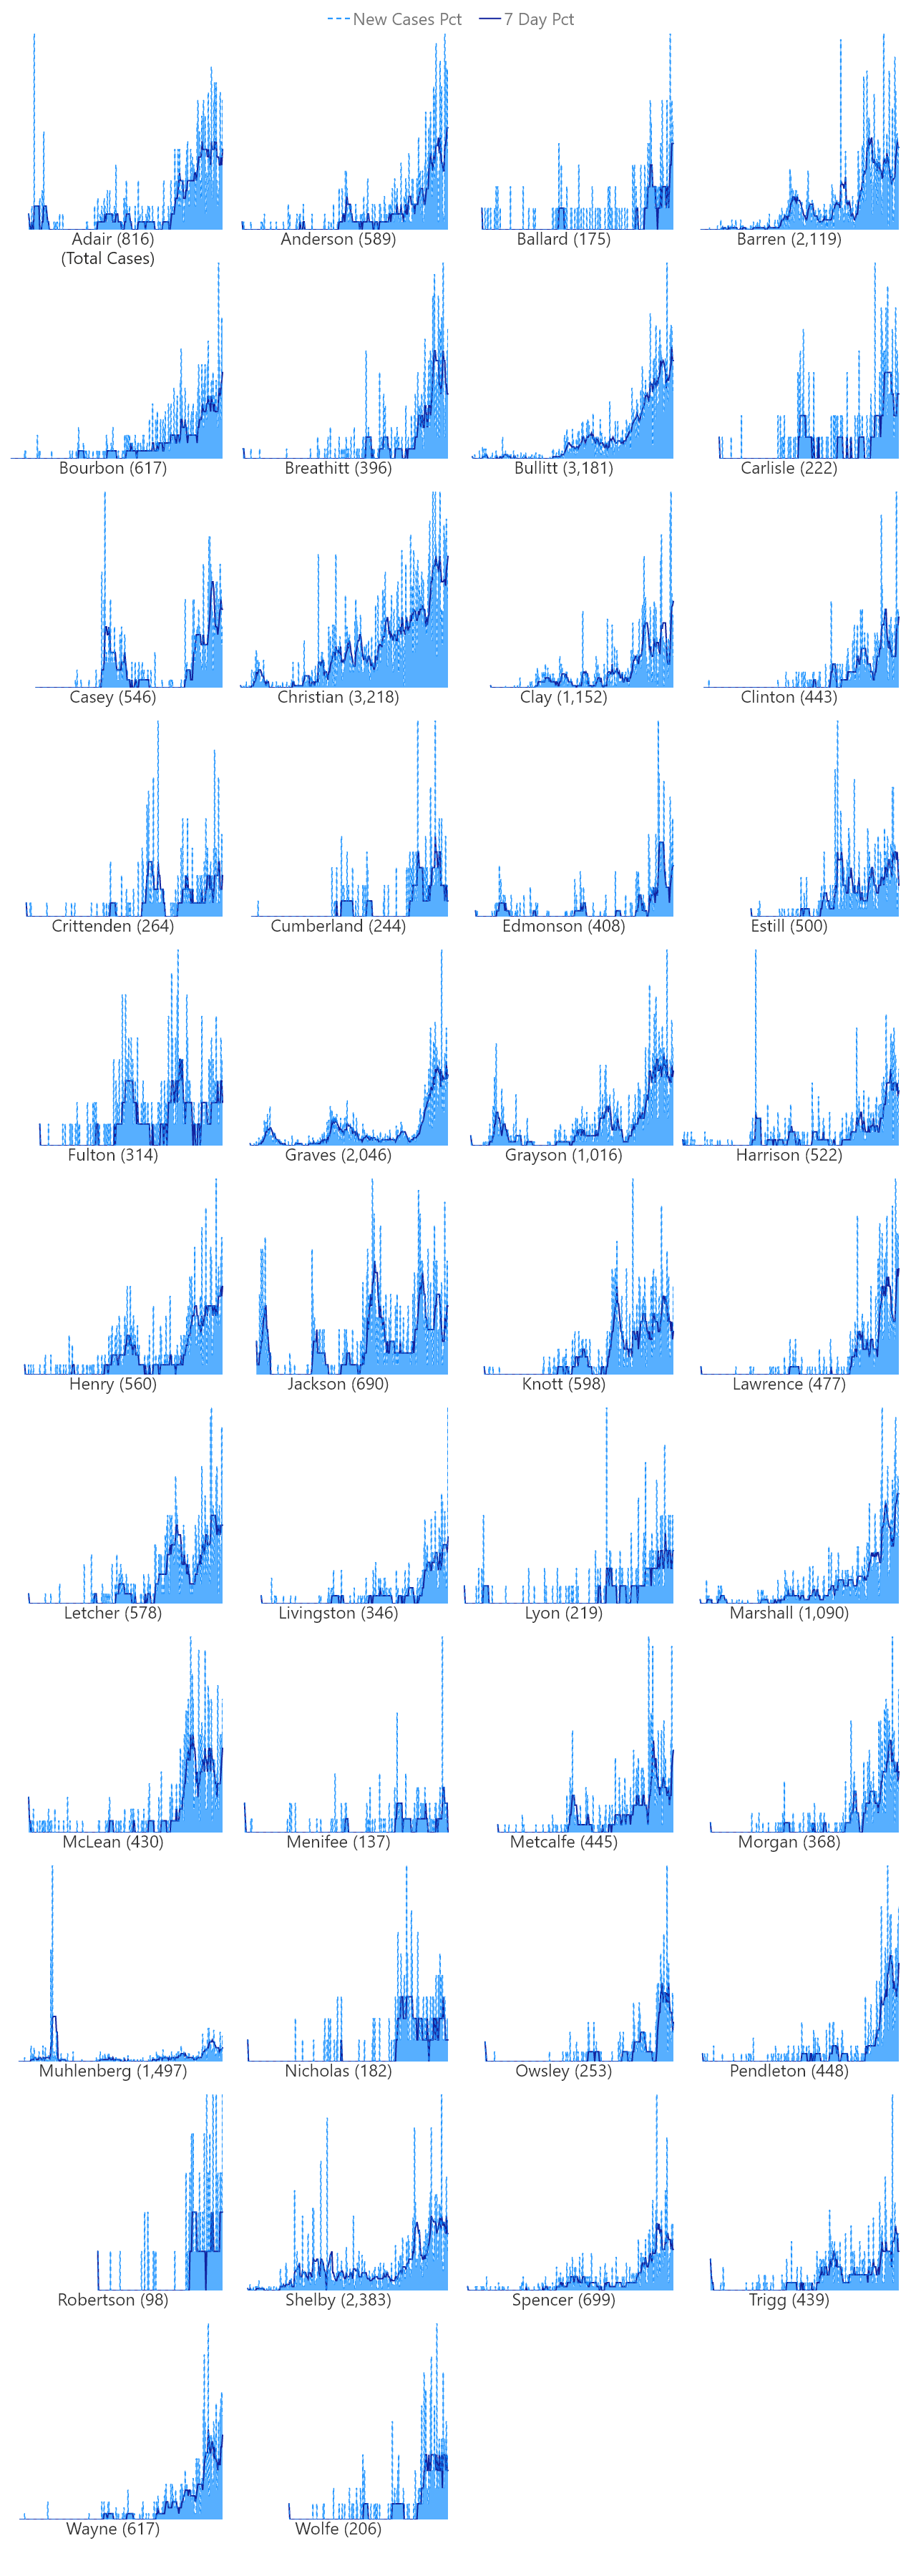 New Cases Pct 7 Day Pct
Adair (816) Anderson (589) Ballard (175) Barren (2,119)
(Total Cases)
Bourbon (617) Breathitt (396) Bullitt (3,181) Carlisle (222)
Casey (546) Christian (3,218) Clay (1,152) Clinton (443)
Crittenden (264) Cumberland (244) Edmonson (408) Estill (500)
Fulton (314) Graves (2,046) Grayson (1,016) Harrison (522)
Henry (560) Jackson (690) Knott (598) Lawrence (477)
Letcher (578) Livingston (346) Lyon (219) Marshall (1,090)
McLean (430) Menifee (137) Metcalfe (445) Morgan (368)
Muhlenberg (1,497) Nicholas (182) Owsley (253) Pendleton (448)
Robertson (98) Shelby (2,383) Spencer (699) Trigg (439)
Wayne (617) Wolfe (206)